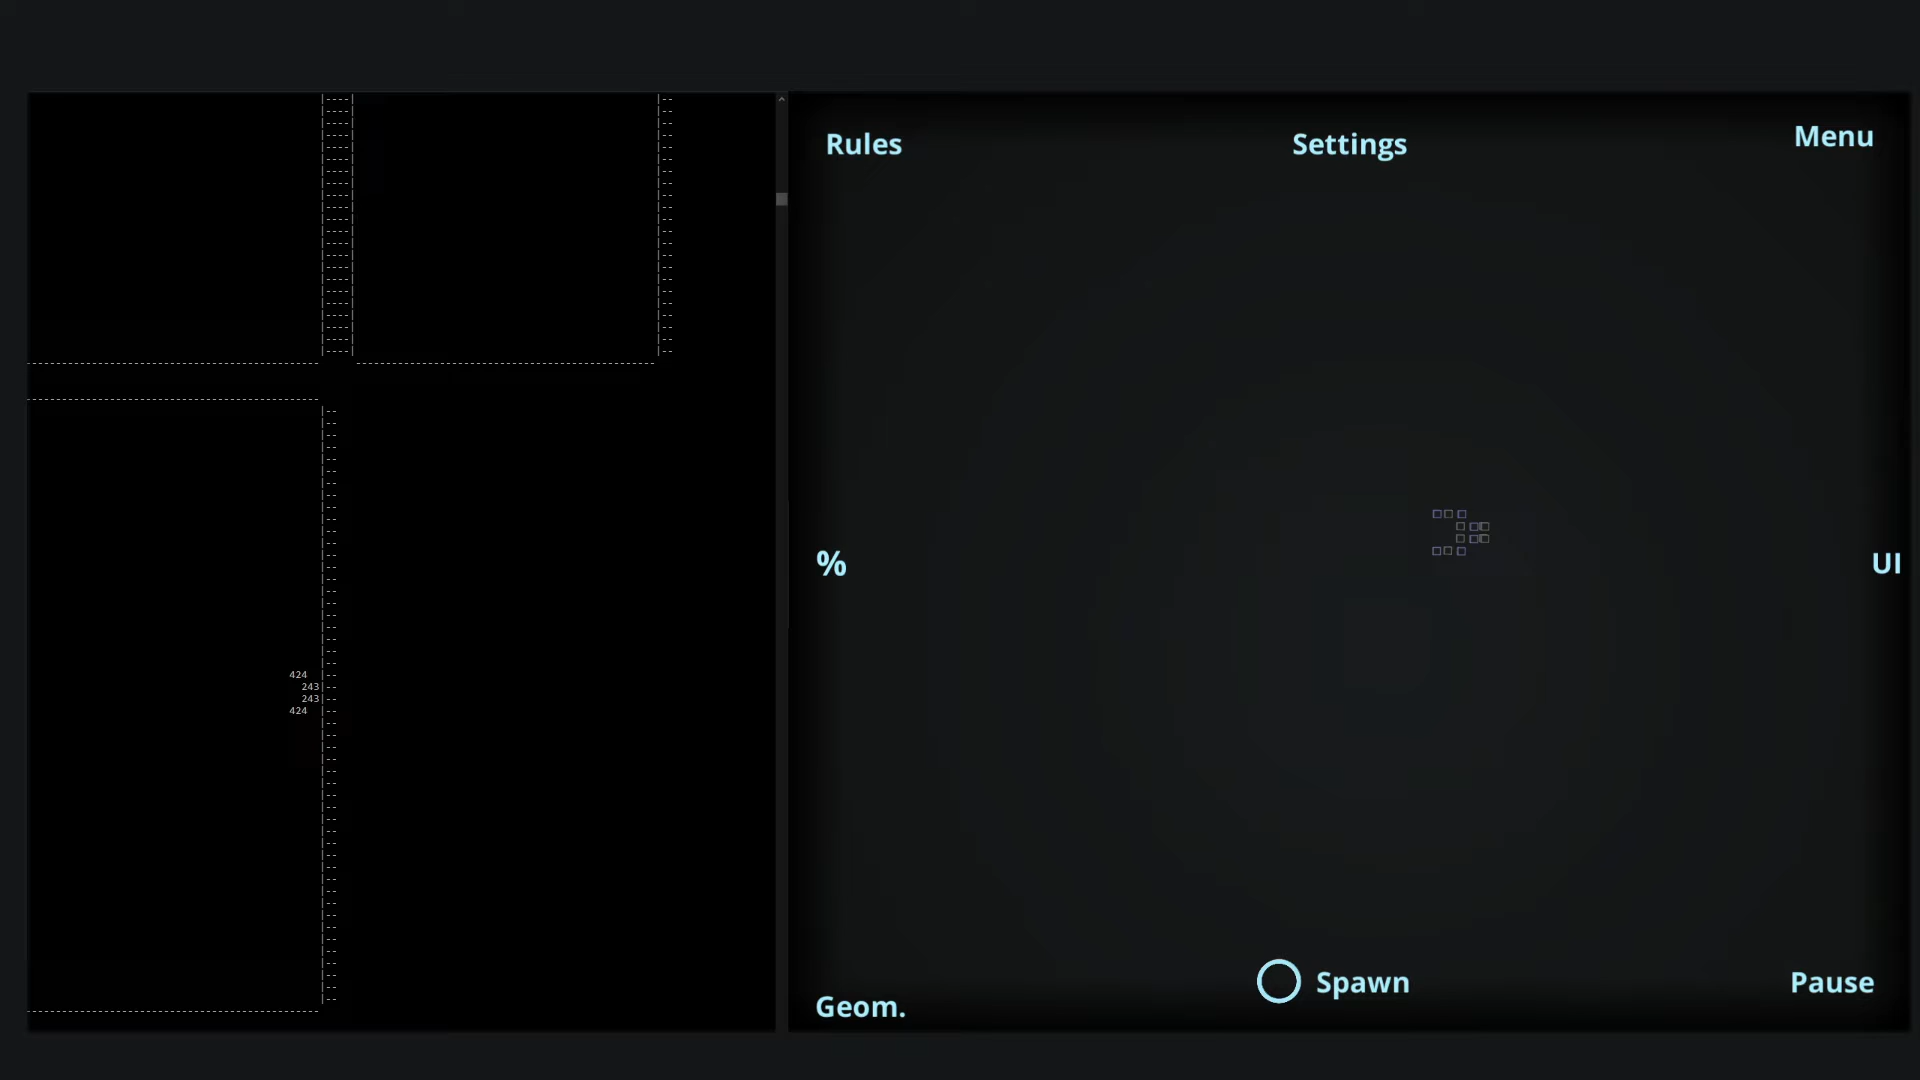 Rules
Settings
Menu
%
UI
424
243
243
424
Spawn
Pause
Geom.